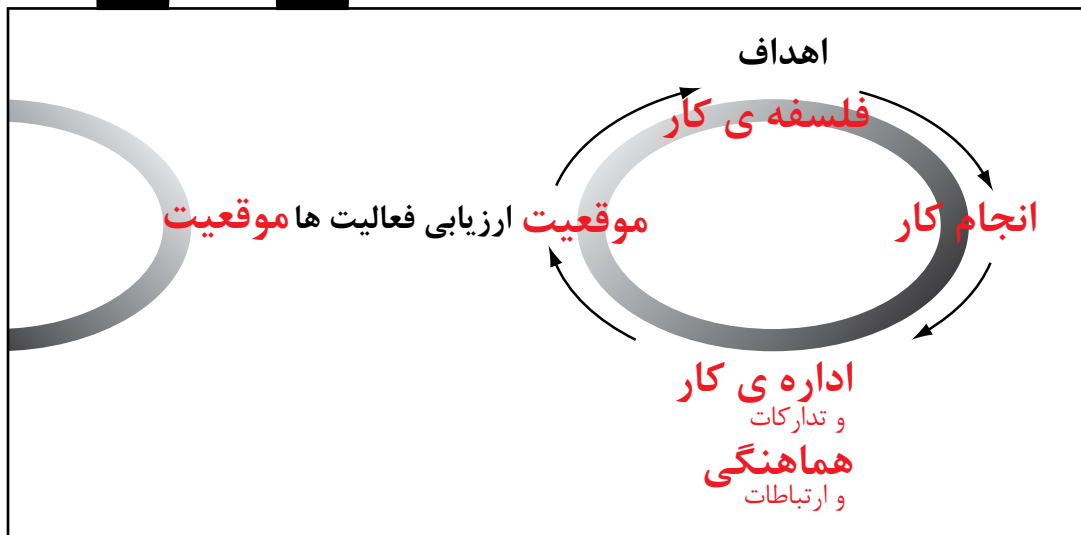 اهداف
فلسفه ی کار
انجام کار
موقعیت ارزیابی فعالیت ها موقعیت
اداره ی کار
و تدارکات
هماهنگی
و ارتباطات